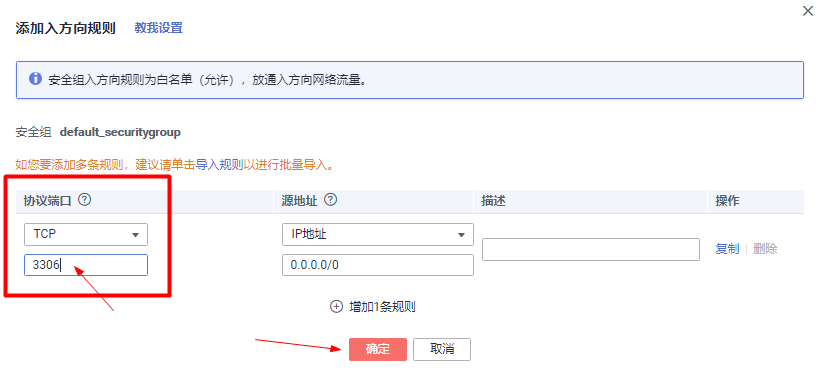 添加入方向规则 教我设置
安全组入方向规则为白名单（允许），放通入方向网络流量。
安全组 default_securitygroup
如您要添加多条规则，建议请单击导入规则以进行批量导入。
协议端口 源地址 描述 操作
TCP IP地址
复制 删除
3306 0.0.0.0/0
增加1条规则
确定 取消